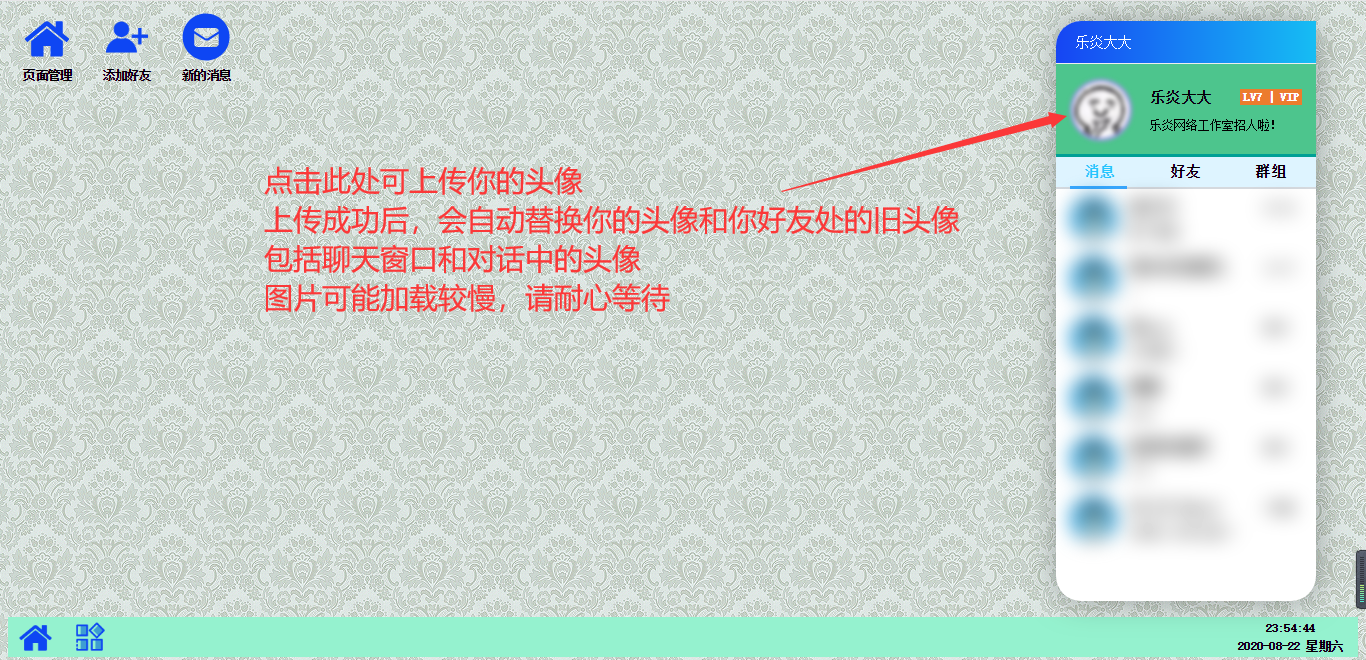 页面管理
添加好友
新的消息
乐炎大大
乐炎大大
LV7 | VIP
乐炎网络工作室招人啦!
消息
好友
群组
点击此处可上传你的头像
上传成功后，会自动替换你的头像和你好友处的旧头像
包括聊天窗口和对话中的头像
图片可能加载较慢，请耐心等待
23:54:44
2020-08-22 星期六